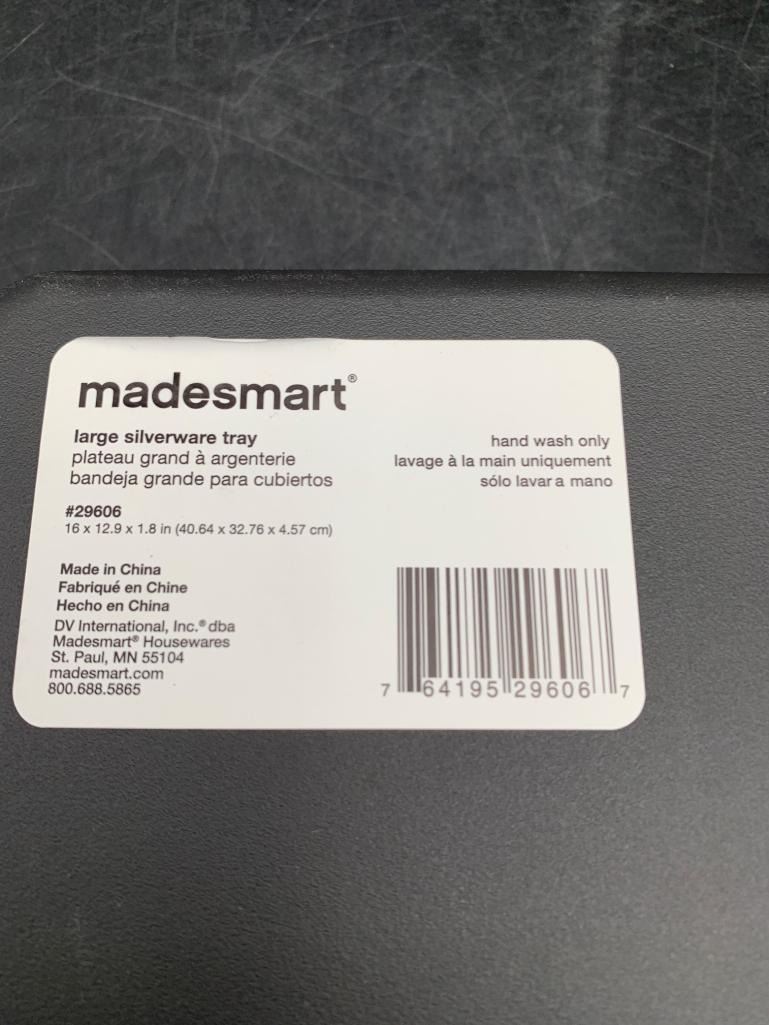 madesmart®
large silverware tray
plateau grand à argenterie
bandeja grande para cubiertos
hand wash only
lavage à la main uniquement
sólo lavar a mano
#29606
16 x 12.9 x 1.8 in (40.64 x 32.76 x 4.57 cm)
Made in China
Fabriqué en Chine
Hecho en China
DV International, Inc.® dba
Madesmart® Housewares
St. Paul, MN 55104
madesmart.com
800.688.5865
7 64195 29606 7